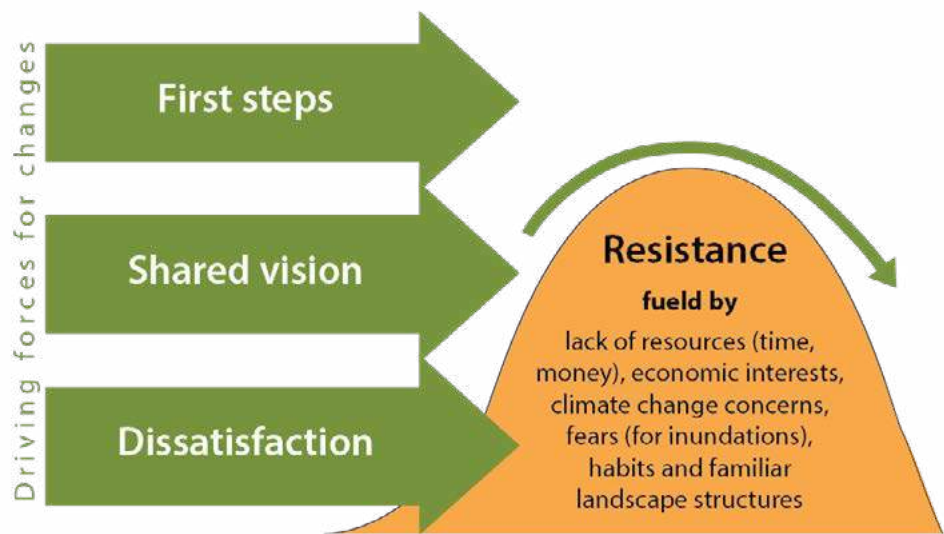 Driving forces for changes
First steps
Shared vision
Dissatisfaction
Resistance
fueld by
lack of resources (time,
money), economic interests,
climate change concerns,
fears (for inundations),
habits and familiar
landscape structures